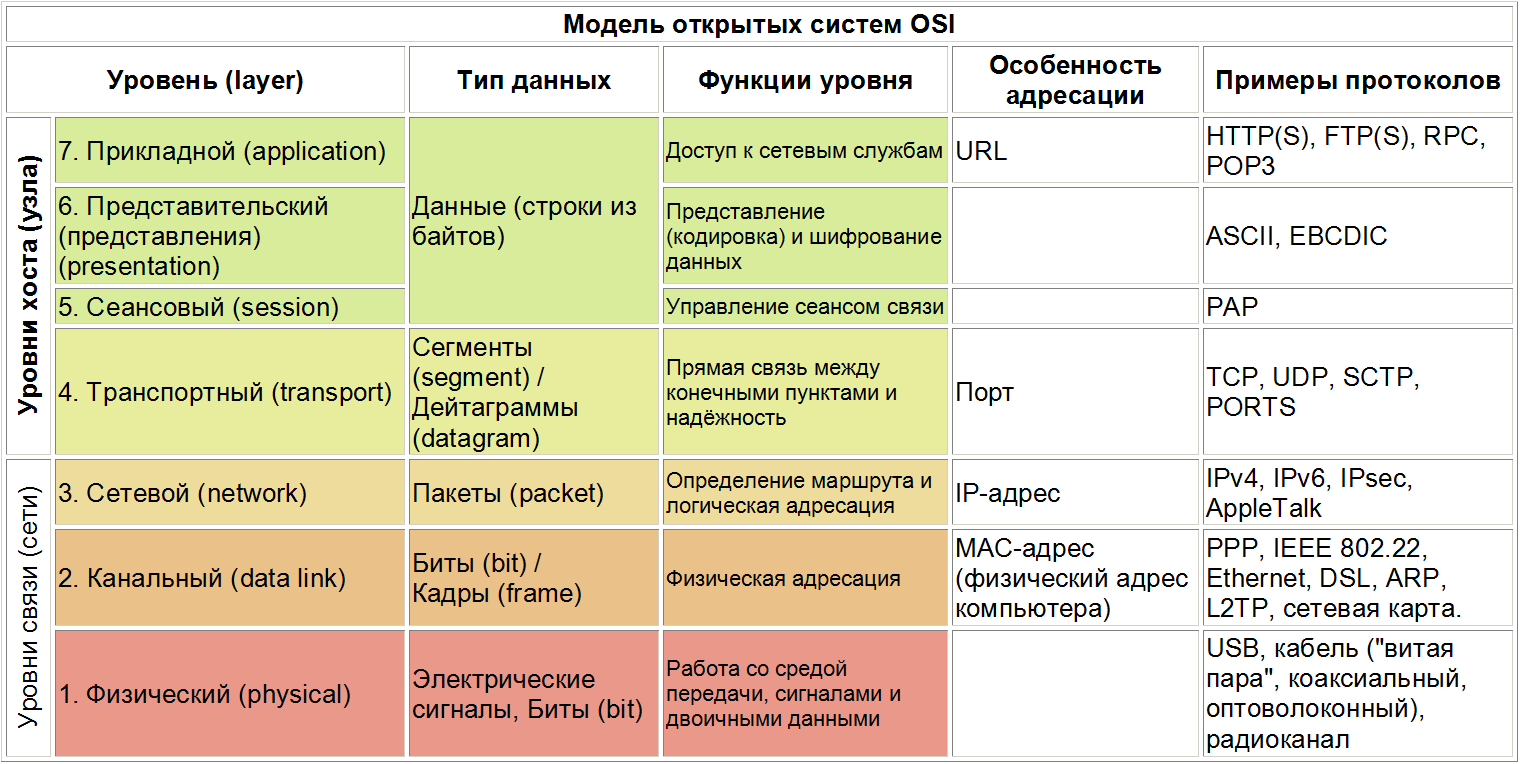 Модель открытых систем OSI
Уровень (layer)
Тип данных
Функции уровня
Особенность
адресации
Примеры протоколов
Уровни хоста (узла)
7. Прикладной (application)
Данные (строки из
байтов)
Доступ к сетевым службам
URL
HTTP(S), FTP(S), RPC,
POP3
6. Представительский
(представления)
(presentation)
Представление
(кодировка) и шифрование
данных
ASCII, EBCDIC
5. Сеансовый (session)
Управление сеансом связи
PAP
4. Транспортный (transport)
Сегменты
(segment) /
Дейтаграммы
(datagram)
Прямая связь между
конечными пунктами и
надёжность
Порт
TCP, UDP, SCTP,
PORTS
Уровни связи (сети)
3. Сетевой (network)
Пакеты (packet)
Определение маршрута и
логическая адресация
IP-адрес
IPv4, IPv6, IPsec,
AppleTalk
2. Канальный (data link)
Биты (bit) /
Кадры (frame)
Физическая адресация
MAC-адрес
(физический адрес
компьютера)
PPP, IEEE 802.22,
Ethernet, DSL, ARP,
L2TP, сетевая карта.
1. Физический (physical)
Электрические
сигналы, Биты (bit)
Работа со средой
передачи, сигналами и
двоичными данными
USB, кабель ("витая
пара", коаксиальный,
оптоволоконный),
радиоканал